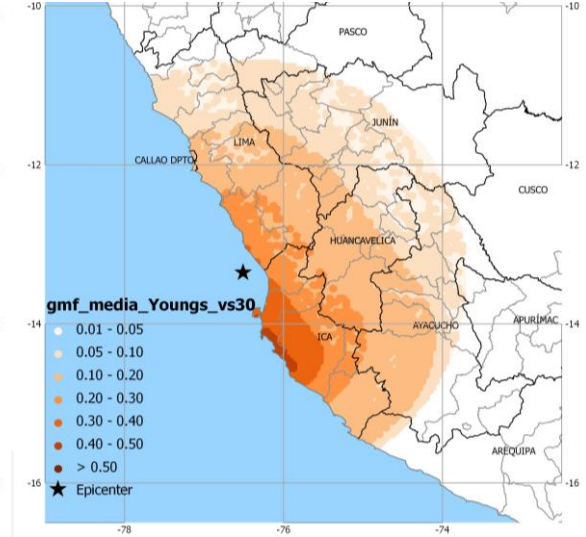 -10
-10
PASCO
JUNÍN
LIMA
-12
CALLAO DPTO
-12
CUSCO
HUANCAVELICA
gmf_media_Youngs_vs30
0.01 - 0.05
-14
-14
APURÍMAC
AYACUCHO
ICA
0.05 - 0.10
0.10 - 0.20
0.20 - 0.30
0.30 - 0.40
0.40 - 0.50
AREQUIPA
> 0.50
Epicenter
-16
-16
-78
-76
-74